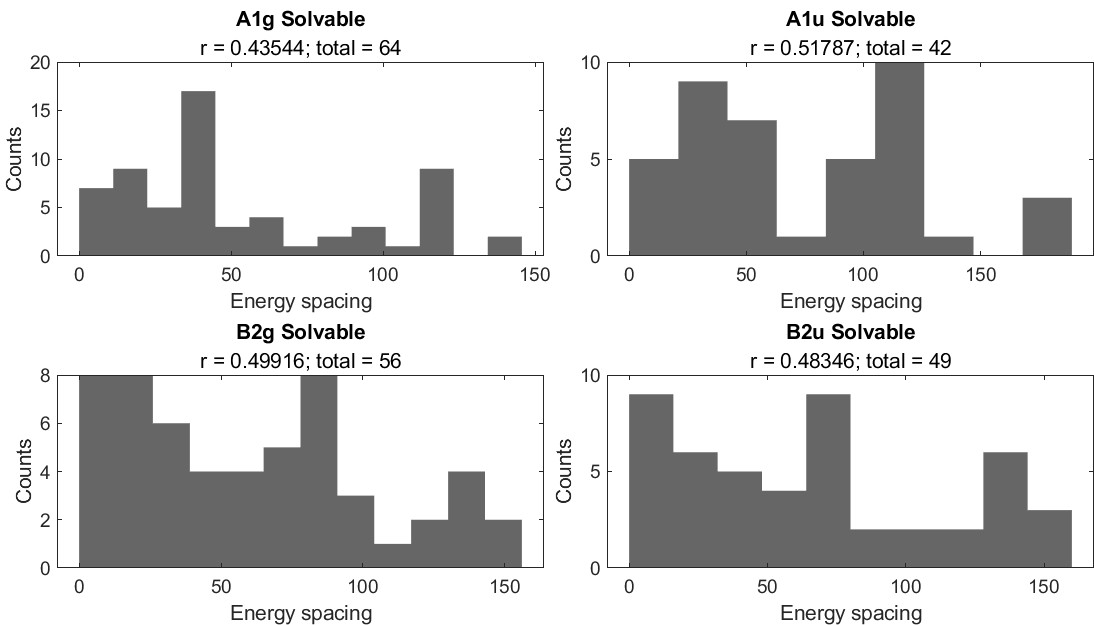 A1g Solvable
r = 0.43544; total = 64
20
15
10
5
0
Counts
0 50 100 150
Energy spacing
A1u Solvable
r = 0.51787; total = 42
10
5
0
Counts
0 50 100 150
Energy spacing
B2g Solvable
r = 0.49916; total = 56
8
6
4
2
0
Counts
0 50 100 150
Energy spacing
B2u Solvable
r = 0.48346; total = 49
10
5
0
Counts
0 50 100 150
Energy spacing